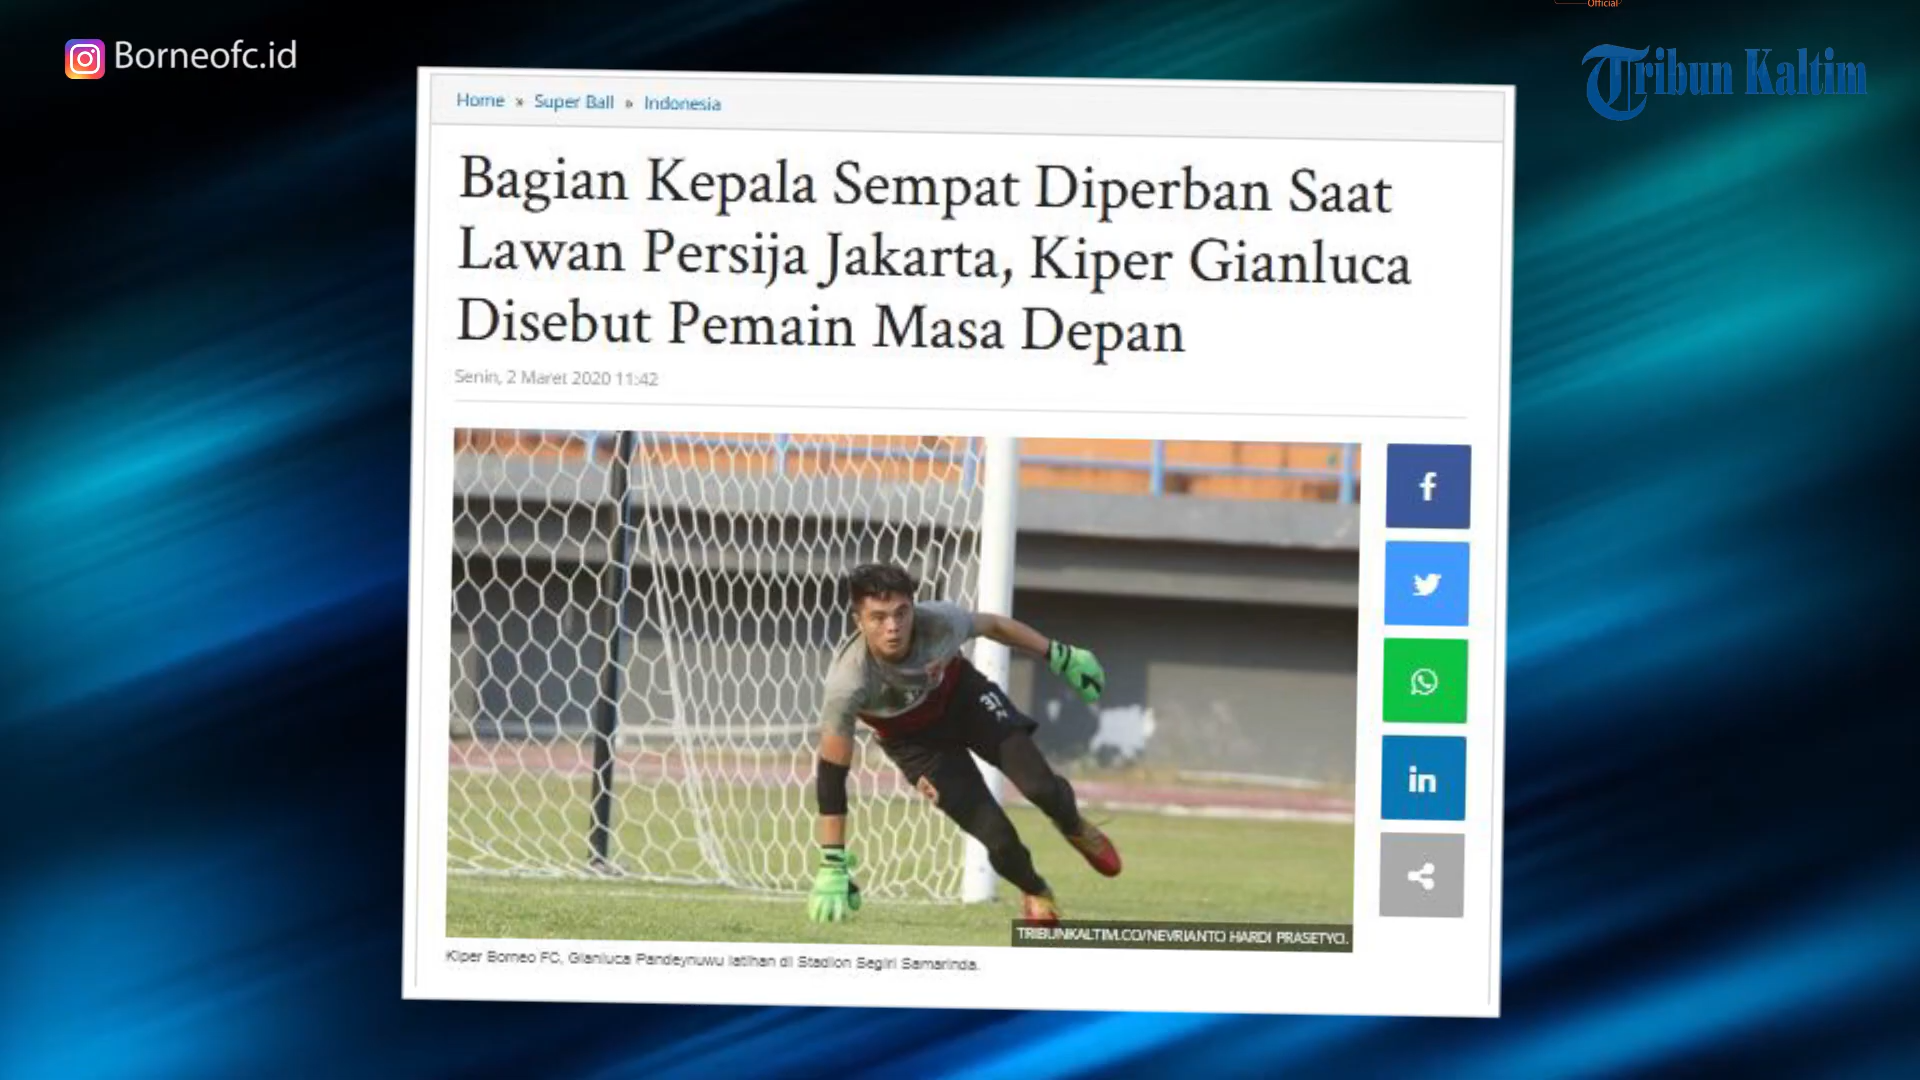 Official
Borneofc.id
Tribun Kaltim
Home » Super Ball » Indonesia
Bagian Kepala Sempat Diperban Saat
Lawan Persija Jakarta, Kiper Gianluca
Disebut Pemain Masa Depan
Senin, 2 Maret 2020 11:42
TRIBUNKALTIM.CO/NEVRIANTO HARDI PRASETYO.
Kiper Borneo FC, Gianluca Pandeynuwu latihan di Stadion Segiri Samarinda.